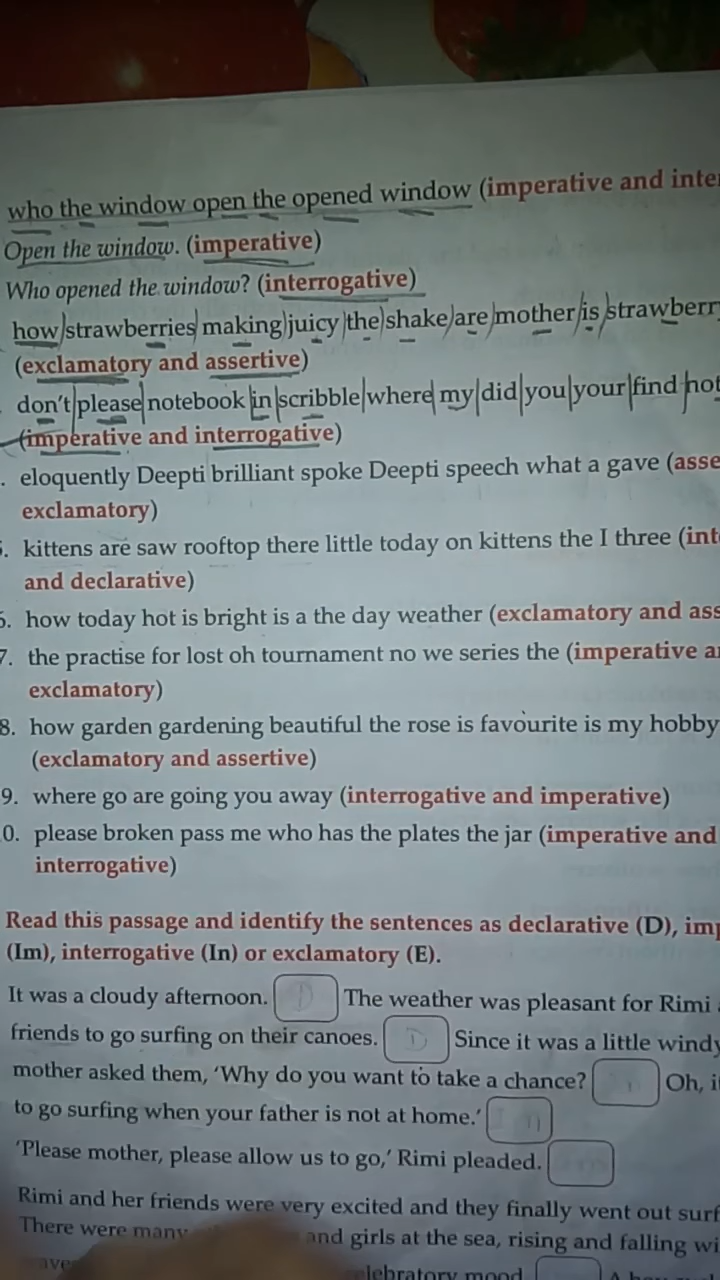 who the window open the opened window (imperative and inte
Open the window. (imperative)
Who opened the window? (interrogative)
how strawberries making juicy the shake are mother is strawberr
(exclamatory and assertive)
don't please notebook in scribble where my did you your find not
(imperative and interrogative)
. eloquently Deepti brilliant spoke Deepti speech what a gave (asse
exclamatory)
. kittens are saw rooftop there little today on kittens the I three (int
and declarative)
6. how today hot is bright is a the day weather (exclamatory and ass
7. the practise for lost oh tournament no we series the (imperative a
exclamatory)
8. how garden gardening beautiful the rose is favourite is my hobby
(exclamatory and assertive)
9. where go are going you away (interrogative and imperative)
0. please broken pass me who has the plates the jar (imperative and
interrogative)
Read this passage and identify the sentences as declarative (D), imp
(Im), interrogative (In) or exclamatory (E).
It was a cloudy afternoon. D The weather was pleasant for Rimi
friends to go surfing on their canoes. D Since it was a little windy
mother asked them, 'Why do you want to take a chance? Oh, i
to go surfing when your father is not at home.'
'Please mother, please allow us to go,' Rimi pleaded.
Rimi and her friends were very excited and they finally went out surf
There were many and girls at the sea, rising and falling wi
mood.